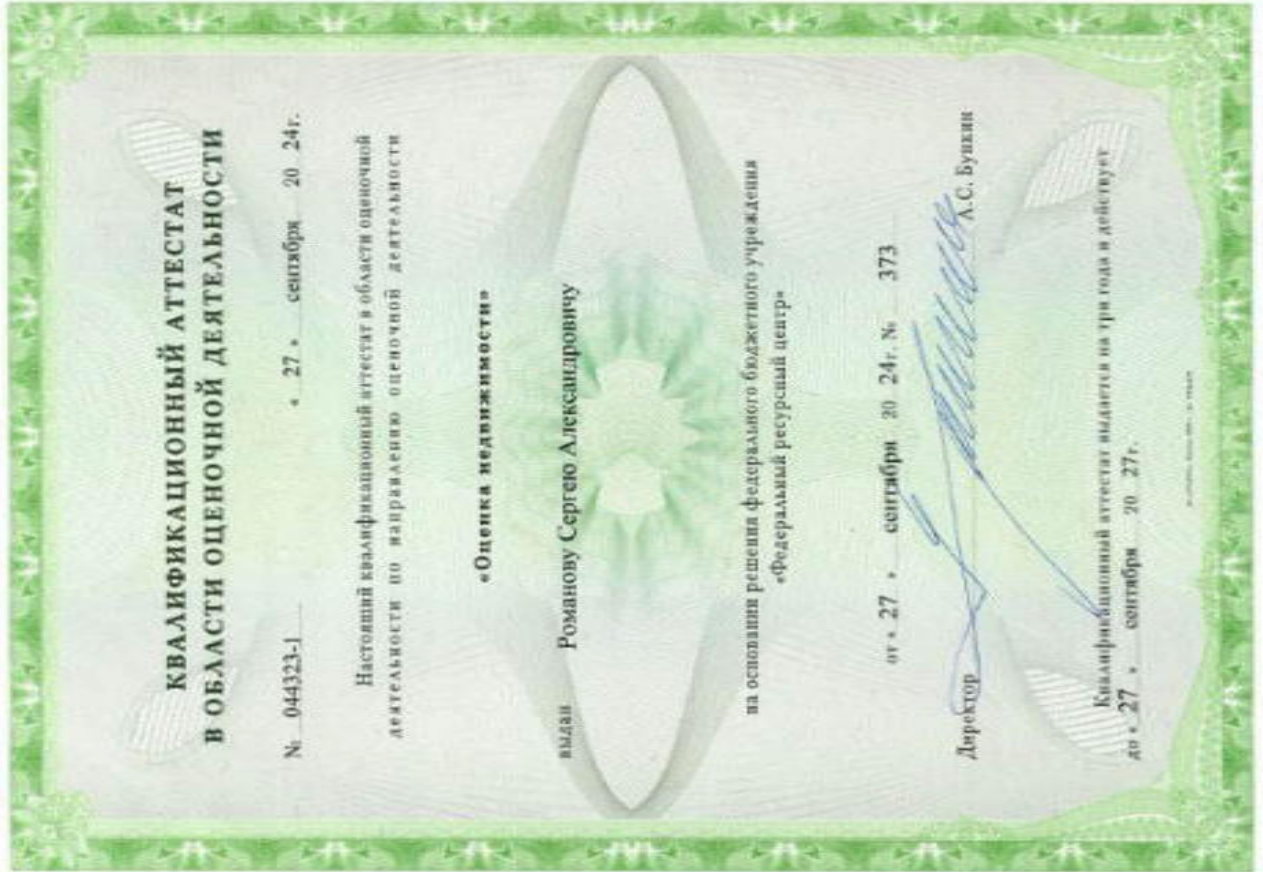 КВАЛИФИКАЦИОННЫЙ АТТЕСТАТ
В ОБЛАСТИ ОЦЕНОЧНОЙ ДЕЯТЕЛЬНОСТИ
№ 044323-1 « 27 » сентября 20 24г.
Настоящий квалификационный аттестат в области оценочной
деятельности по направлению оценочной деятельности
«Оценка недвижимости»
выдан Романову Сергею Александровичу
на основании решения федерального бюджетного учреждения
«Федеральный ресурсный центр»
от « 27 » сентября 20 24г. № 373
Директор А.С. Бункин
Квалификационный аттестат выдается на три года и действует
до « 27 » сентября 20 27г.